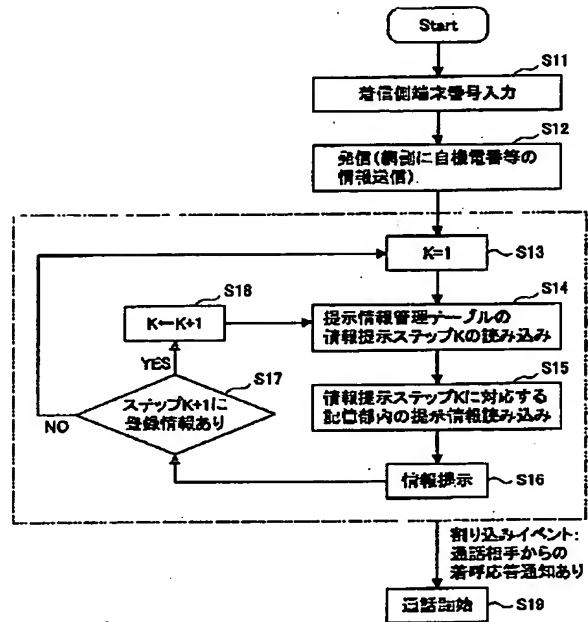 Start
S11
着信側端末番号入力
S12
発信(網側に自機電番等の
情報送信)
K=1
S13
S18
K←K+1
S14
提示情報管理テーブルの
情報提示ステップKの読み込み
YES
S17
ステップK+1に
登録情報あり
NO
S15
情報提示ステップKに対応する
記憶部内の提示情報読み込み
情報提示
S16
割り込みイベント:
通話相手からの
着呼応答通知あり
通話開始
S19